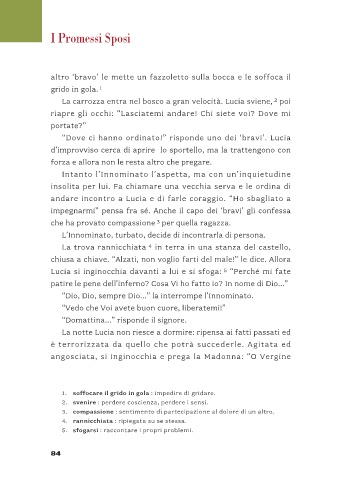 I Promessi Sposi
altro ‘bravo’ le mette un fazzoletto sulla bocca e le soffoca il
grido in gola. 1
La carrozza entra nel bosco a gran velocità. Lucia sviene, 2 poi
riapre gli occhi: “Lasciatemi andare! Chi siete voi? Dove mi
portate?”
“Dove ci hanno ordinato!” risponde uno dei ‘bravi’. Lucia
d’improvviso cerca di aprire lo sportello, ma la trattengono con
forza e allora non le resta altro che pregare.
Intanto l’Innominato l’aspetta, ma con un’inquietudine
insolita per lui. Fa chiamare una vecchia serva e le ordina di
andare incontro a Lucia e di farle coraggio. “Ho sbagliato a
impegnarmi” pensa fra sé. Anche il capo dei ‘bravi’ gli confessa
che ha provato compassione 3 per quella ragazza.
L’Innominato, turbato, decide di incontrarla di persona.
La trova rannicchiata 4 in terra in una stanza del castello,
chiusa a chiave. “Alzati, non voglio farti del male!” le dice. Allora
Lucia si inginocchia davanti a lui e si sfoga: 5 “Perché mi fate
patire le pene dell’inferno? Cosa Vi ho fatto io? In nome di Dio...”
“Dio, Dio, sempre Dio...” la interrompe l’Innominato.
“Vedo che Voi avete buon cuore, liberatemi!”
“Domattina...” risponde il signore.
La notte Lucia non riesce a dormire: ripensa ai fatti passati ed
è terrorizzata da quello che potrà succederle. Agitata ed
angosciata, si inginocchia e prega la Madonna: “O Vergine
1. soffocare il grido in gola : impedire di gridare.
2. svenire : perdere coscienza, perdere i sensi.
3. compassione : sentimento di partecipazione al dolore di un altro.
4. rannicchiata : ripiegata su se stessa.
5. sfogarsi : raccontare i propri problemi.
84